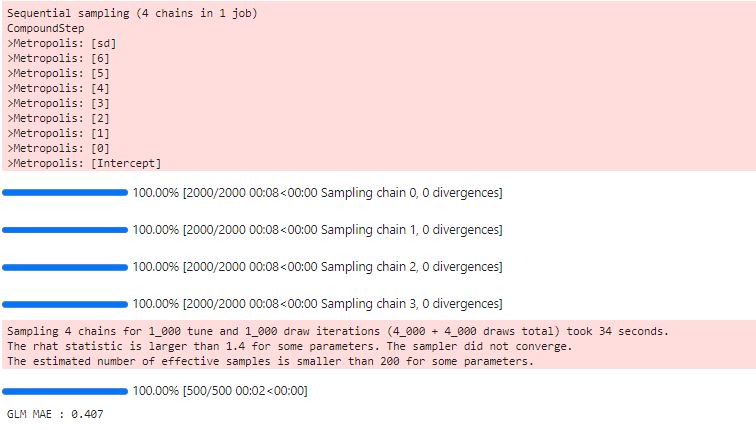 Sequential sampling (4 chains in 1 job)
CompoundStep
>Metropolis: [sd]
>Metropolis: [6]
>Metropolis: [5]
>Metropolis: [4]
>Metropolis: [3]
>Metropolis: [2]
>Metropolis: [1]
>Metropolis: [0]
>Metropolis: [Intercept]
100.00% [2000/2000 00:08<00:00 Sampling chain 0, 0 divergences]
100.00% [2000/2000 00:08<00:00 Sampling chain 1, 0 divergences]
100.00% [2000/2000 00:08<00:00 Sampling chain 2, 0 divergences]
100.00% [2000/2000 00:08<00:00 Sampling chain 3, 0 divergences]
Sampling 4 chains for 1_000 tune and 1_000 draw iterations (4_000 + 4_000 draws total) took 34 seconds.
The rhat statistic is larger than 1.4 for some parameters. The sampler did not converge.
The estimated number of effective samples is smaller than 200 for some parameters.
100.00% [500/500 00:02<00:00]
GLM MAE : 0.407